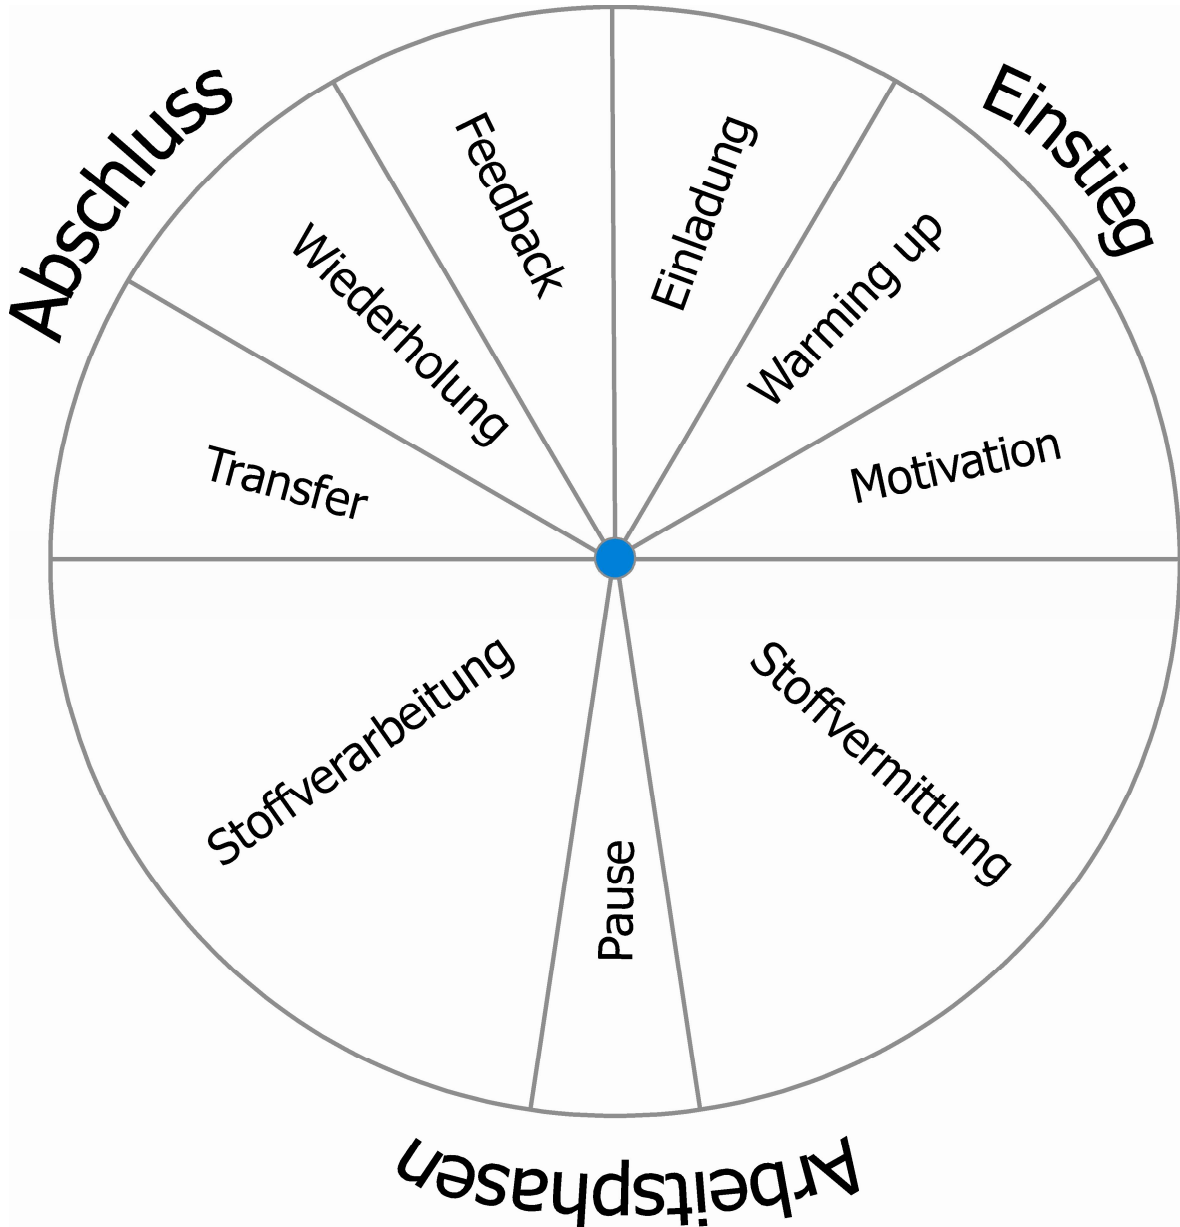 Einstieg
Einladung
Warming up
Motivation
Arbeitsphasen
Stoffvermittlung
Pause
Stoffverarbeitung
Abschluss
Transfer
Wiederholung
Feedback